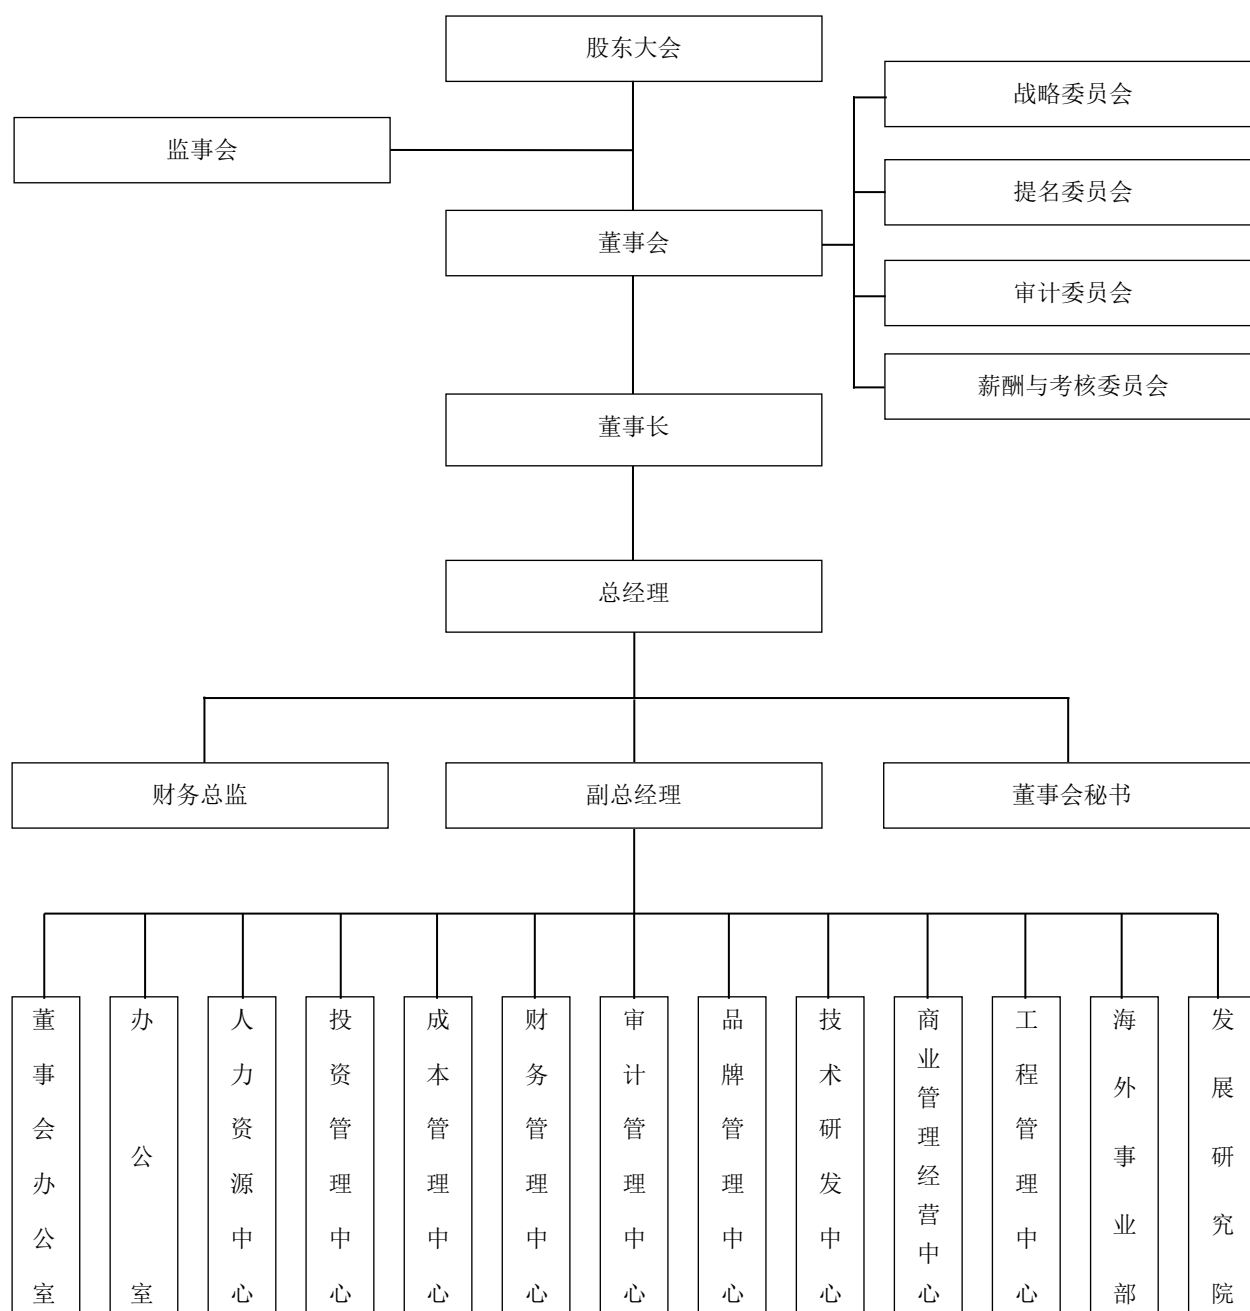 股东大会
战略委员会
监事会
提名委员会
董事会
审计委员会
薪酬与考核委员会
董事长
总经理
财务总监
副总经理
董事会秘书
董事会办公室
办公室
人力资源中心
投资管理中心
成本管理中心
财务管理中心
审计管理中心
品牌管理中心
技术研发中心
商业管理经营中心
工程管理中心
海外事业部
发展研究院